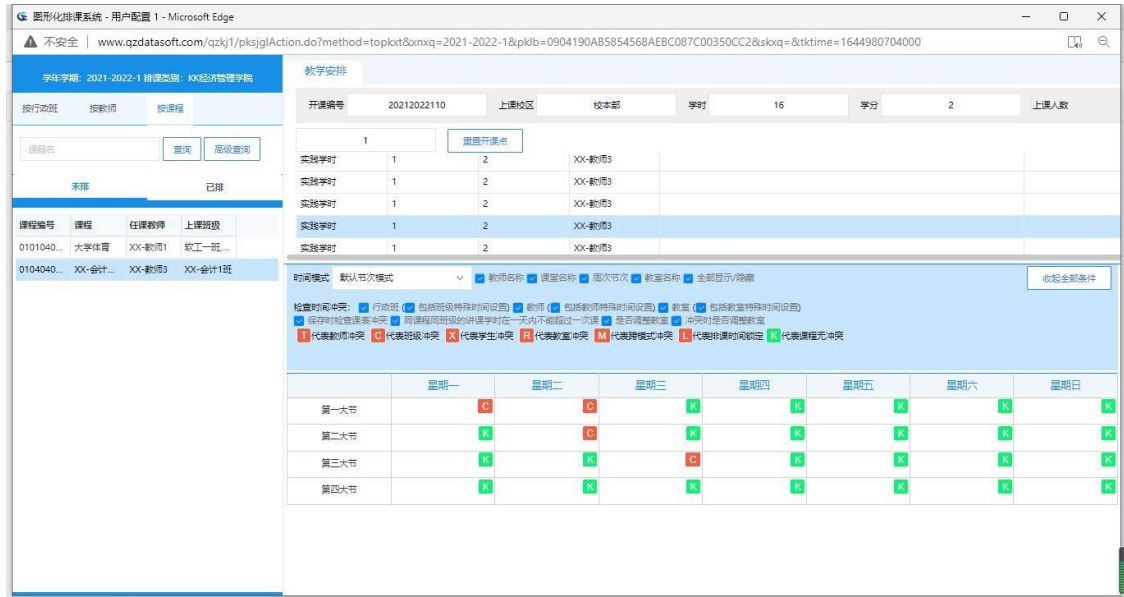 图形化排课系统 - 用户配置 1 - Microsoft Edge
不安全 | www.qzdatasoft.com/qzkj1/pksjglAction.do?method=topkxt&xnxq=2021-2022-1&pklb=0904190AB5854568AEBC087C00350CC2&skxq=&tktime=1644980704000
学年学期: 2021-2022-1 排课类别: KK经济管理学院
按行政班 按教师 按课程
课程名 查询 高级查询
未排 已排
课程编号 课程 任课教师 上课班级
0101040... 大学体育 XX-教师1 软工一班,...
0104040... XX-会计... XX-教师3 XX-会计1班
教学安排
开课编号 20212022110 上课校区 校本部 学时 16 学分 2 上课人数
1 重置开课点
实践学时 1 2 XX-教师3
实践学时 1 2 XX-教师3
实践学时 1 2 XX-教师3
实践学时 1 2 XX-教师3
实践学时 1 2 XX-教师3
时间模式 默认节次模式 教师名称 课堂名称 周次节次 教室名称 全部显示/隐藏 收起全部条件
检查时间冲突: 行政班 ( 包括班级特殊时间设置) 教师 ( 包括教师特殊时间设置) 教室 ( 包括教室特殊时间设置)
保存时检查课表冲突 同课程同班级的讲课学时在一天内不能超过一次课 是否调整教室 冲突时是否调整教室
T 代表教师冲突 C 代表班级冲突 X 代表学生冲突 R 代表教室冲突 M 代表跨模式冲突 L 代表排课时间锁定 K 代表课程无冲突
星期一 星期二 星期三 星期四 星期五 星期六 星期日
第一大节 C C K K K K K
第二大节 K C K K K K K
第三大节 K K C K K K K
第四大节 K K K K K K K